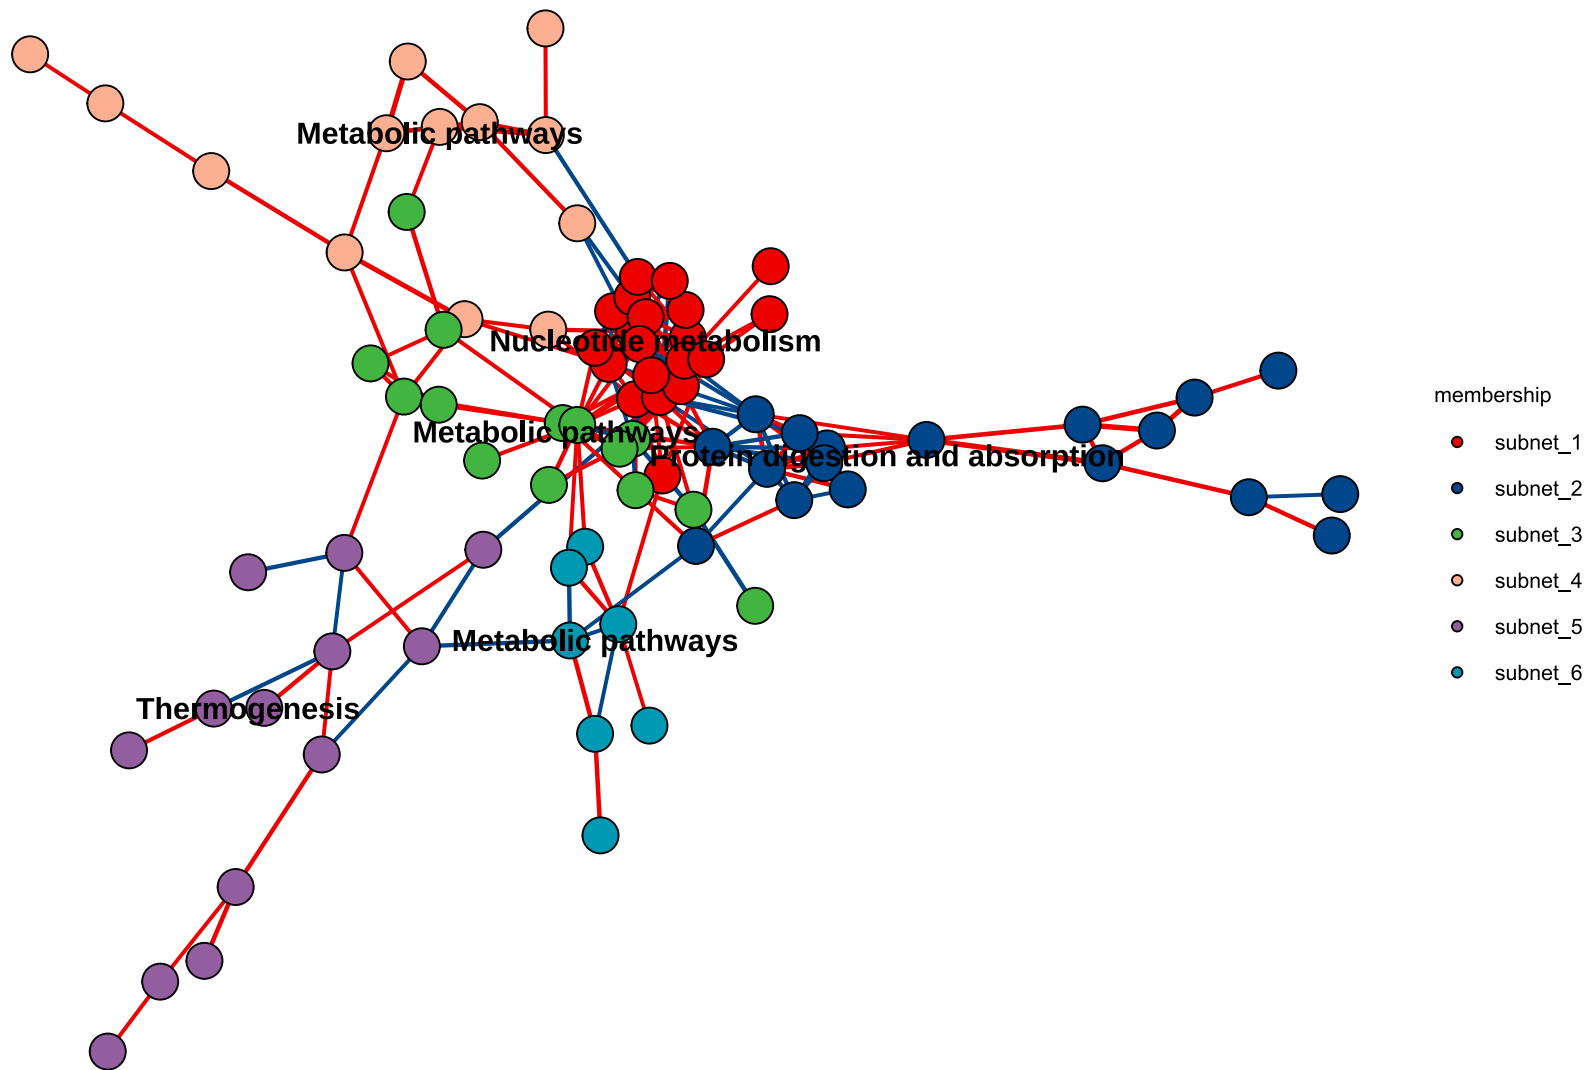 Metabolic pathways
Nucleotide metabolism
Metabolic pathways
Protein digestion and absorption
Metabolic pathways
Thermogenesis
membership
subnet_1
subnet_2
subnet_3
subnet_4
subnet_5
subnet_6